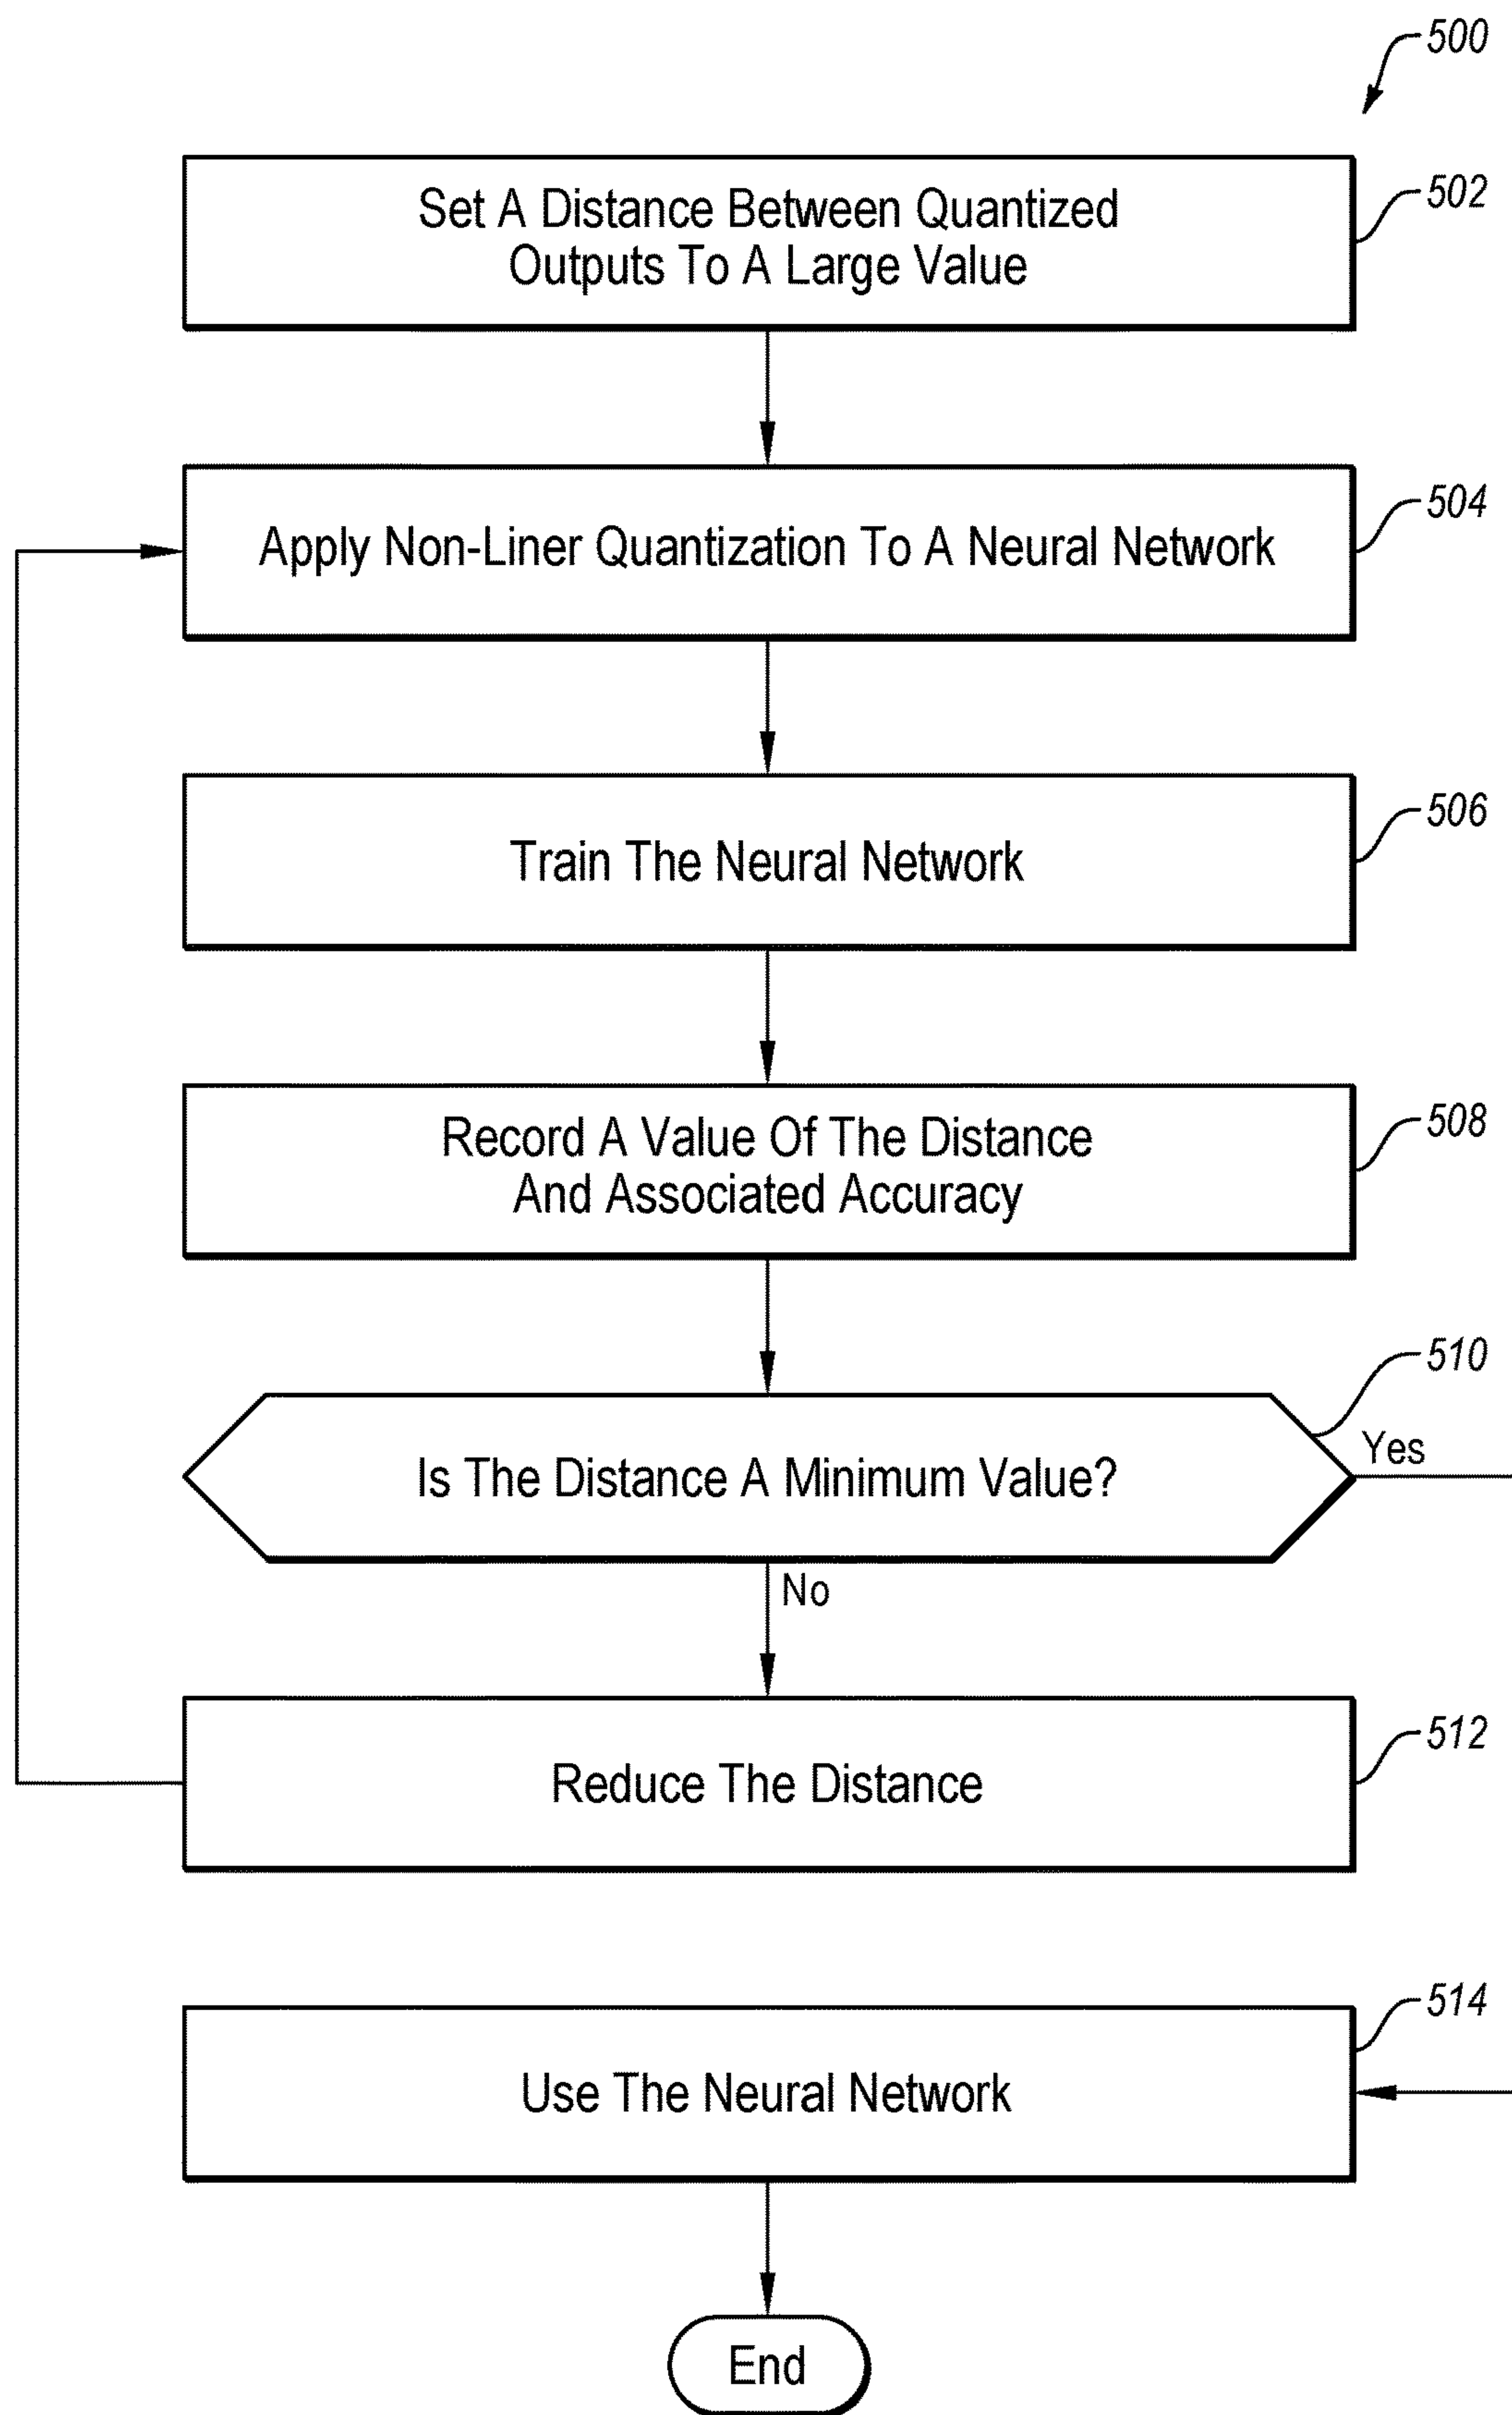 500
Set A Distance Between Quantized
Outputs To A Large Value
502
Apply Non-Liner Quantization To A Neural Network
504
Train The Neural Network
506
Record A Value Of The Distance
And Associated Accuracy
508
Is The Distance A Minimum Value?
510
Yes
No
Reduce The Distance
512
Use The Neural Network
514
End